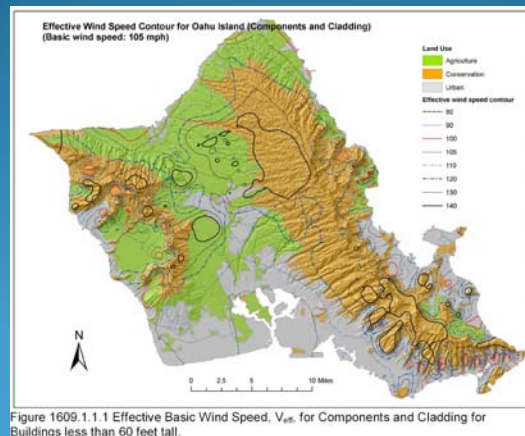 Effective Wind Speed Contour for Oahu Island (Components and Cladding)
(Basic wind speed: 105 mph)
Land Use
Agriculture
Conservation
Urban
Effective wind speed contour
80
90
100
105
110
120
130
140
N
0 2.5 5 10 Miles
Figure 1609.1.1.1 Effective Basic Wind Speed, Veff, for Components and Cladding for
Buildings less than 60 feet tall.